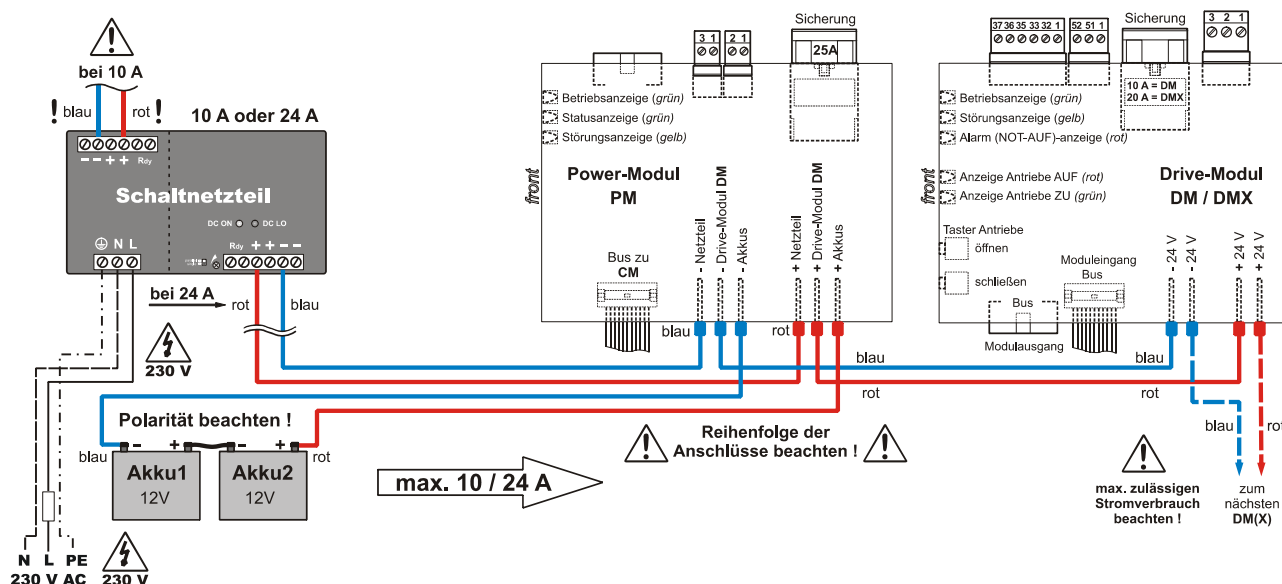 bei 10 A
! blau rot !
10 A oder 24 A
– – + + Rdy
Schaltnetzteil
DC ON DC LO
N L
Rdy + + – –
bei 24 A
rot
blau
230 V
Polarität beachten !
blau
- + - +
rot
Akku1
12V
Akku2
12V
N L PE
230 V AC
230 V
max. 10 / 24 A
3 1 2 1
Sicherung
25A
Betriebsanzeige (grün)
Statusanzeige (grün)
Störungsanzeige (gelb)
front
Power-Modul
PM
Bus zu
CM
- Netzteil
- Drive-Modul DM
- Akkus
+ Netzteil
+ Drive-Modul DM
+ Akkus
blau
rot
blau
rot
Reihenfolge der
Anschlüsse beachten !
37 36 35 33 32 1 52 51 1
Sicherung
3 2 1
10 A = DM
20 A = DMX
Betriebsanzeige (grün)
Störungsanzeige (gelb)
Alarm (NOT-AUF)-anzeige (rot)
front
Anzeige Antriebe AUF (rot)
Anzeige Antriebe ZU (grün)
Drive-Modul
DM / DMX
Taster Antriebe
öffnen
schließen
Moduleingang
Bus
Bus
Modulausgang
- 24 V
- 24 V
+ 24 V
+ 24 V
blau
rot
blau
rot
max. zulässigen
Stromverbrauch
beachten !
zum
nächsten
DM(X)